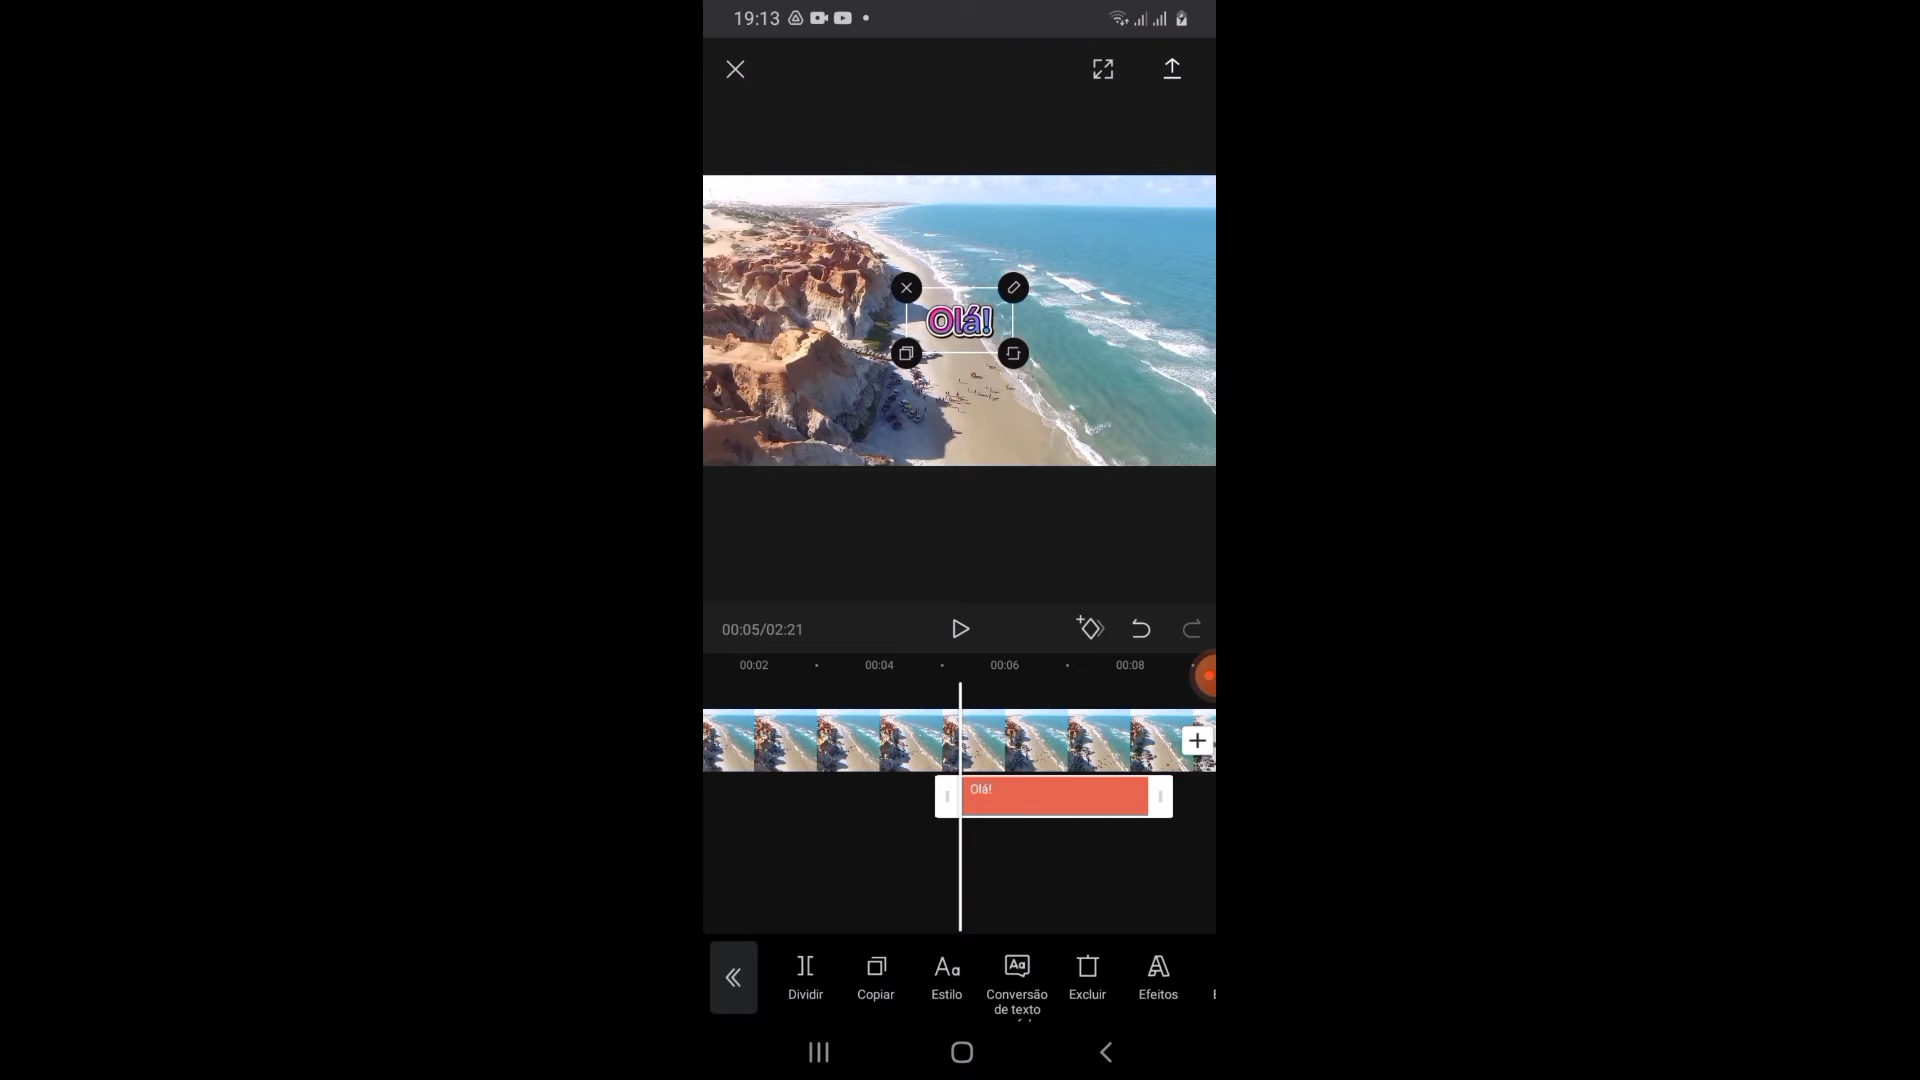 19:13
Olá!
00:05/02:21
00:02
00:04
00:06
00:08
Olá!
Dividir
Copiar
Estilo
Conversão
de texto
Excluir
Efeitos